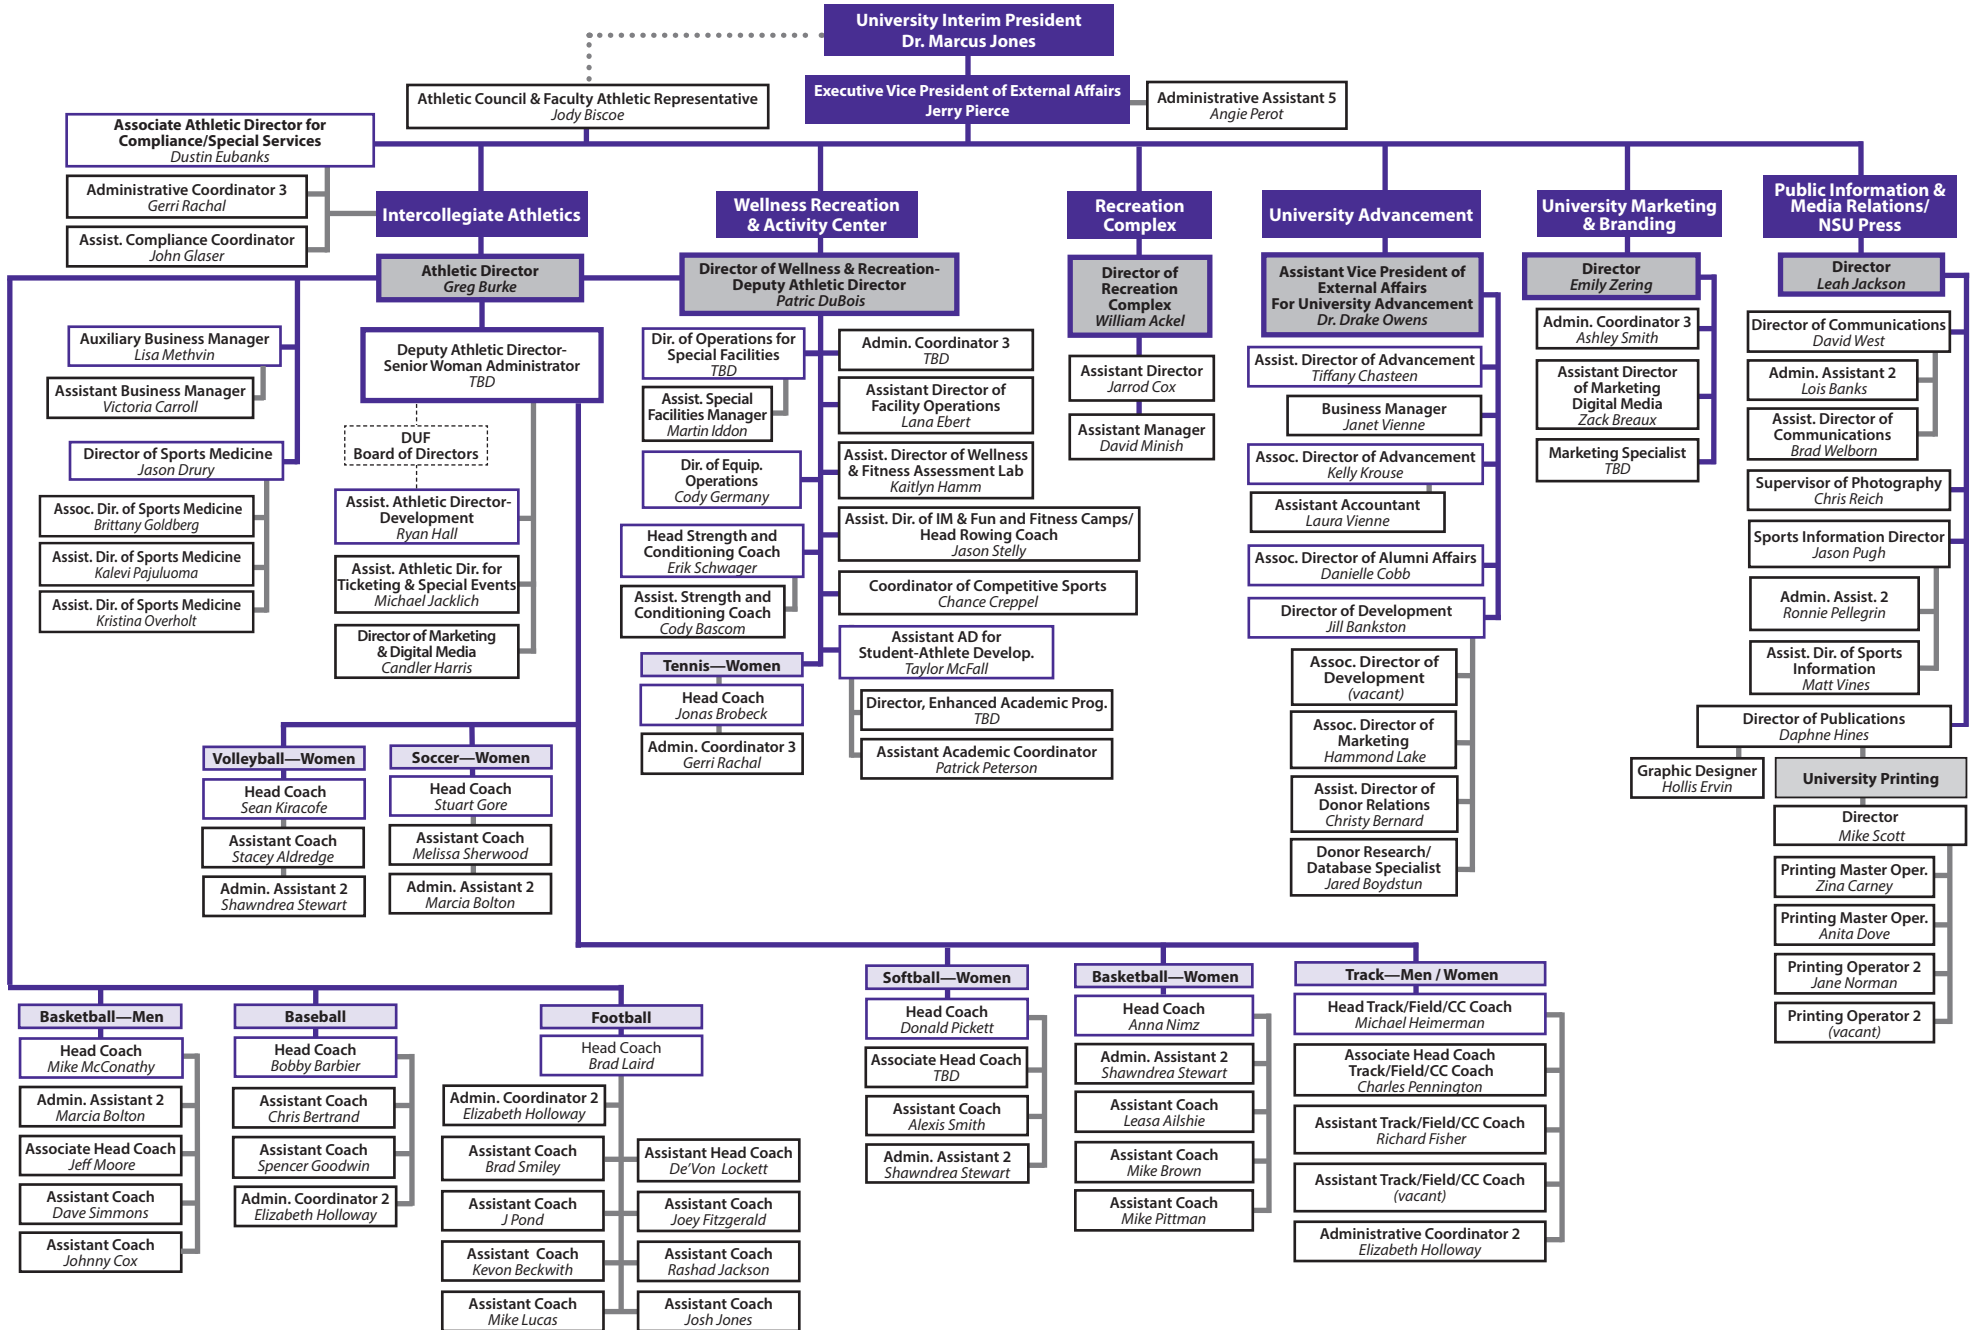 University Interim President
Dr. Marcus Jones
Athletic Council & Faculty Athletic Representative
Jody Biscoe
Executive Vice President of External Affairs
Jerry Pierce
Administrative Assistant 5
Angie Perot
Associate Athletic Director for
Compliance/Special Services
Dustin Eubanks
Administrative Coordinator 3
Gerri Rachal
Assist. Compliance Coordinator
John Glaser
Intercollegiate Athletics
Wellness Recreation
& Activity Center
Recreation
Complex
University Advancement
University Marketing
& Branding
Public Information &
Media Relations/
NSU Press
Athletic Director
Greg Burke
Director of Wellness & Recreation-
Deputy Athletic Director
Patric DuBois
Director of
Recreation
Complex
William Ackel
Assistant Vice President of
External Affairs
For University Advancement
Dr. Drake Owens
Director
Emily Zering
Director
Leah Jackson
Auxiliary Business Manager
Lisa Methvin
Assistant Business Manager
Victoria Carroll
Director of Sports Medicine
Jason Drury
Assoc. Dir. of Sports Medicine
Brittany Goldberg
Assist. Dir. of Sports Medicine
Kalevi Pajuluoma
Assist. Dir. of Sports Medicine
Kristina Overholt
Deputy Athletic Director-
Senior Woman Administrator
TBD
DUF
Board of Directors
Assist. Athletic Director-
Development
Ryan Hall
Assist. Athletic Dir. for
Ticketing & Special Events
Michael Jacklich
Director of Marketing
& Digital Media
Candler Harris
Dir. of Operations for
Special Facilities
TBD
Assist. Special
Facilities Manager
Martin Iddon
Dir. of Equip.
Operations
Cody Germany
Head Strength and
Conditioning Coach
Erik Schwager
Assist. Strength and
Conditioning Coach
Cody Bascom
Tennis—Women
Head Coach
Jonas Brobeck
Admin. Coordinator 3
Gerri Rachal
Admin. Coordinator 3
TBD
Assistant Director of
Facility Operations
Lana Ebert
Assist. Director of Wellness
& Fitness Assessment Lab
Kaitlyn Hamm
Assist. Dir. of IM & Fun and Fitness Camps/
Head Rowing Coach
Jason Stelly
Coordinator of Competitive Sports
Chance Creppel
Assistant AD for
Student-Athlete Develop.
Taylor McFall
Director, Enhanced Academic Prog.
TBD
Assistant Academic Coordinator
Patrick Peterson
Assistant Director
Jarrod Cox
Assistant Manager
David Minish
Assist. Director of Advancement
Tiffany Chasteen
Business Manager
Janet Vienne
Assoc. Director of Advancement
Kelly Krouse
Assistant Accountant
Laura Vienne
Assoc. Director of Alumni Affairs
Danielle Cobb
Director of Development
Jill Bankston
Assoc. Director of
Development
(vacant)
Assoc. Director of
Marketing
Hammond Lake
Assist. Director of
Donor Relations
Christy Bernard
Donor Research/
Database Specialist
Jared Boydstun
Admin. Coordinator 3
Ashley Smith
Assistant Director
of Marketing
Digital Media
Zack Breaux
Marketing Specialist
TBD
Director of Communications
David West
Admin. Assistant 2
Lois Banks
Assist. Director of
Communications
Brad Welborn
Supervisor of Photography
Chris Reich
Sports Information Director
Jason Pugh
Admin. Assist. 2
Ronnie Pellegrin
Assist. Dir. of Sports
Information
Matt Vines
Director of Publications
Daphne Hines
Graphic Designer
Hollis Ervin
University Printing
Director
Mike Scott
Printing Master Oper.
Zina Carney
Printing Master Oper.
Anita Dove
Printing Operator 2
Jane Norman
Printing Operator 2
(vacant)
Volleyball—Women
Head Coach
Sean Kiracofe
Assistant Coach
Stacey Aldredge
Admin. Assistant 2
Shawndrea Stewart
Soccer—Women
Head Coach
Stuart Gore
Assistant Coach
Melissa Sherwood
Admin. Assistant 2
Marcia Bolton
Basketball—Men
Head Coach
Mike McConathy
Admin. Assistant 2
Marcia Bolton
Associate Head Coach
Jeff Moore
Assistant Coach
Dave Simmons
Assistant Coach
Johnny Cox
Baseball
Head Coach
Bobby Barbier
Assistant Coach
Chris Bertrand
Assistant Coach
Spencer Goodwin
Admin. Coordinator 2
Elizabeth Holloway
Football
Head Coach
Brad Laird
Admin. Coordinator 2
Elizabeth Holloway
Assistant Coach
Brad Smiley
Assistant Coach
J Pond
Assistant Coach
Kevon Beckwith
Assistant Coach
Mike Lucas
Assistant Head Coach
De'Von Lockett
Assistant Coach
Joey Fitzgerald
Assistant Coach
Rashad Jackson
Assistant Coach
Josh Jones
Softball—Women
Head Coach
Donald Pickett
Associate Head Coach
TBD
Assistant Coach
Alexis Smith
Admin. Assistant 2
Shawndrea Stewart
Basketball—Women
Head Coach
Anna Nimz
Admin. Assistant 2
Shawndrea Stewart
Assistant Coach
Leasa Ailshie
Assistant Coach
Mike Brown
Assistant Coach
Mike Pittman
Track—Men / Women
Head Track/Field/CC Coach
Michael Heimerman
Associate Head Coach
Track/Field/CC Coach
Charles Pennington
Assistant Track/Field/CC Coach
Richard Fisher
Assistant Track/Field/CC Coach
(vacant)
Administrative Coordinator 2
Elizabeth Holloway